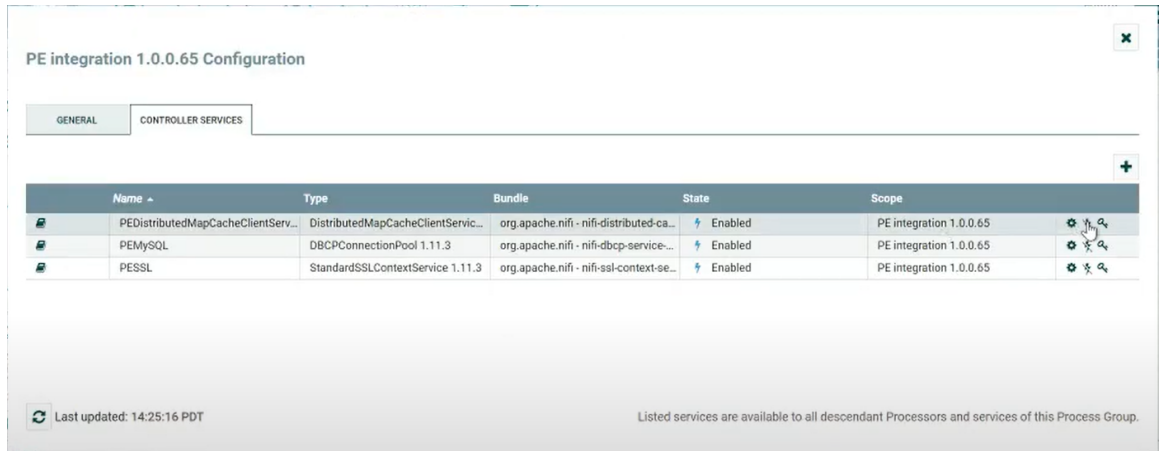 PE integration 1.0.0.65 Configuration
GENERAL CONTROLLER SERVICES
Name Type Bundle State Scope
PEDistributedMapCacheClientServ... DistributedMapCacheClientServic... org.apache.nifi - nifi-distributed-ca... Enabled PE integration 1.0.0.65
PEMySQL DBCPConnectionPool 1.11.3 org.apache.nifi - nifi-dbcp-service-... Enabled PE integration 1.0.0.65
PESSL StandardSSLContextService 1.11.3 org.apache.nifi - nifi-ssl-context-se... Enabled PE integration 1.0.0.65
Last updated: 14:25:16 PDT Listed services are available to all descendant Processors and services of this Process Group.